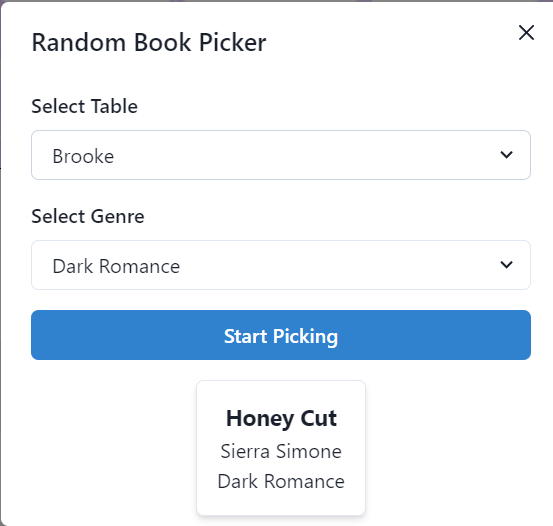 Random Book Picker
Select Table
Brooke
Select Genre
Dark Romance
Start Picking
Honey Cut
Sierra Simone
Dark Romance